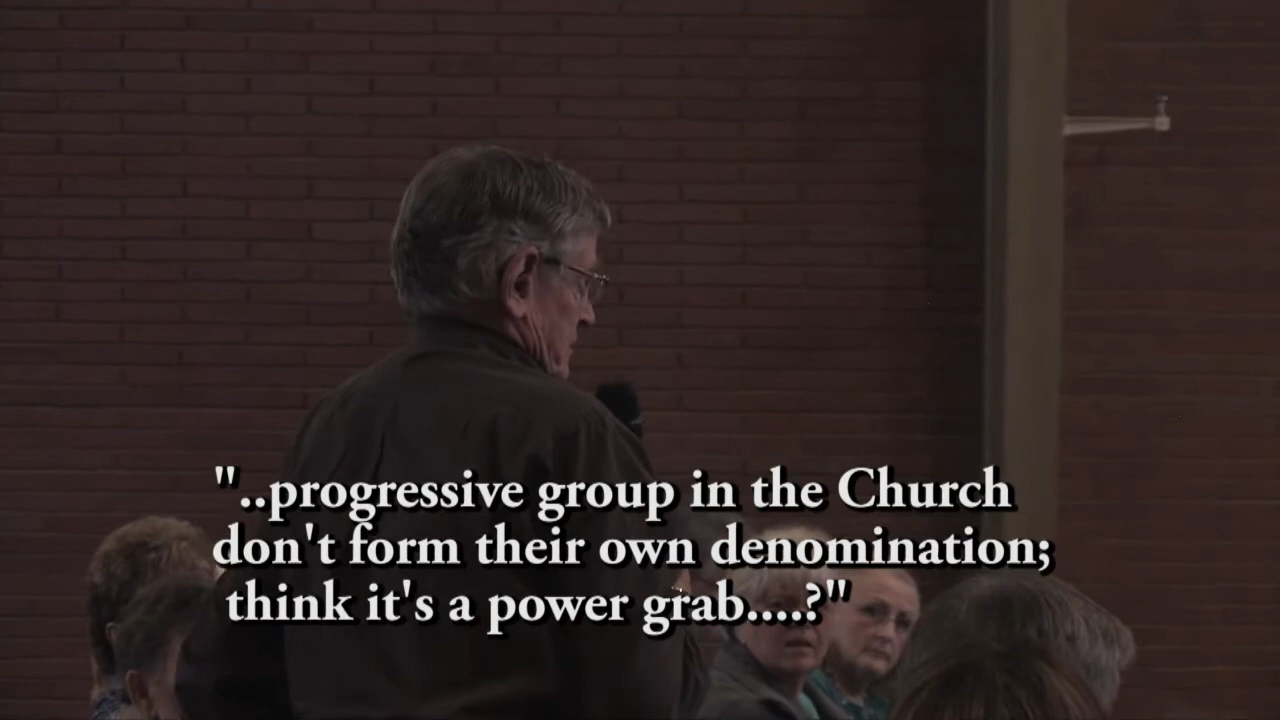 "..progressive group in the Church
don't form their own denomination;
think it's a power grab....?"